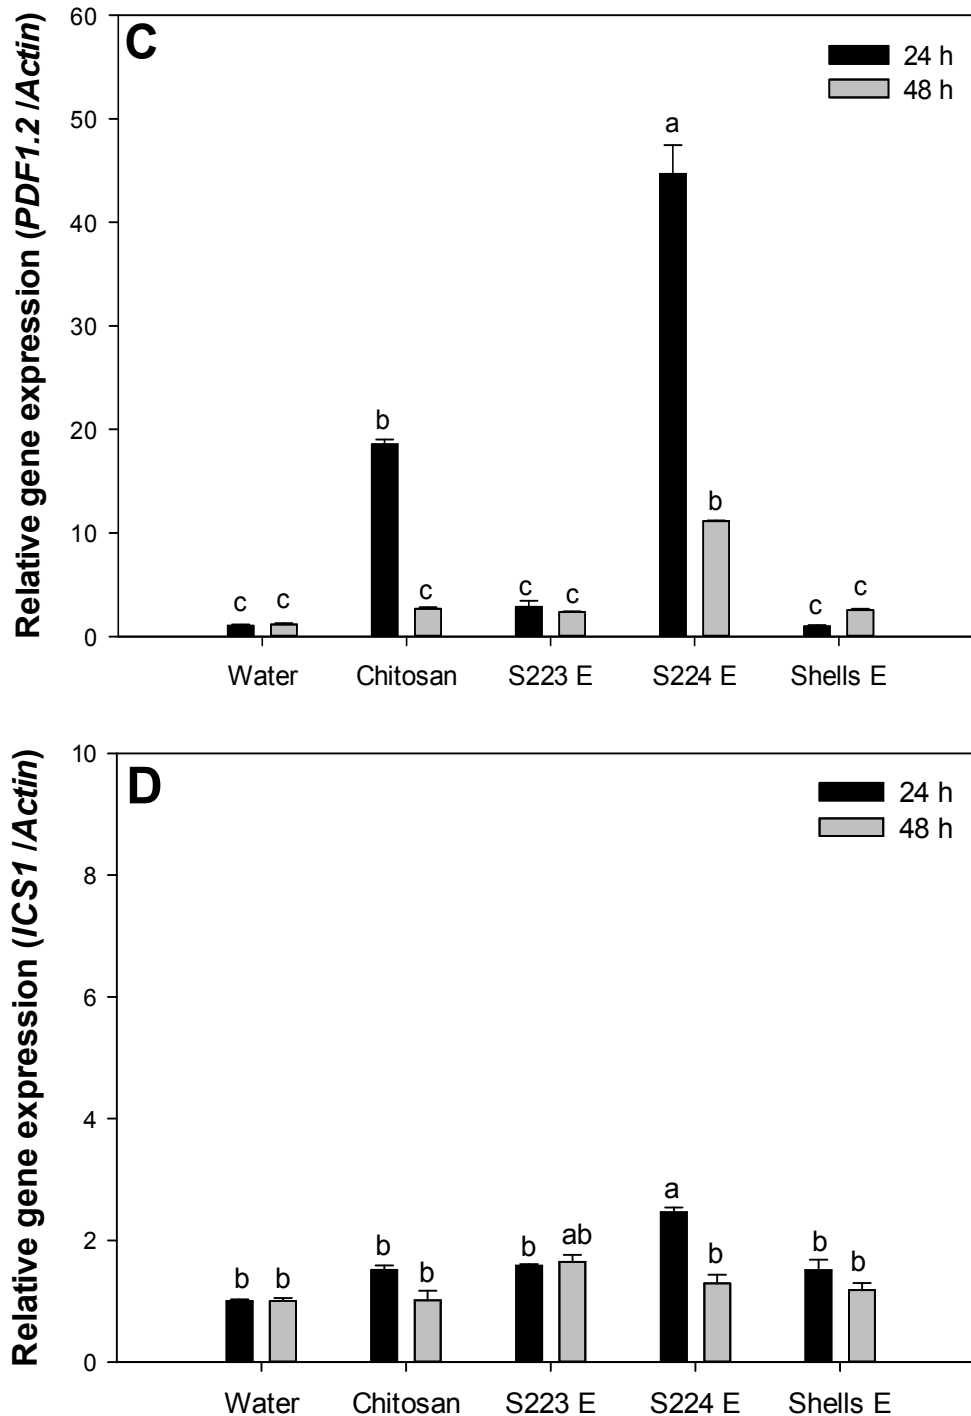 C
24 h
48 h
Relative gene expression (PDF1.2 /Actin)
60
50
40
30
20
10
0
a
b
b
c c
c
c c
c c
Water Chitosan S223 E S224 E Shells E
D
24 h
48 h
Relative gene expression (ICS1 /Actin)
10
8
6
4
2
0
b b
b b
b ab
a b
b b
Water Chitosan S223 E S224 E Shells E